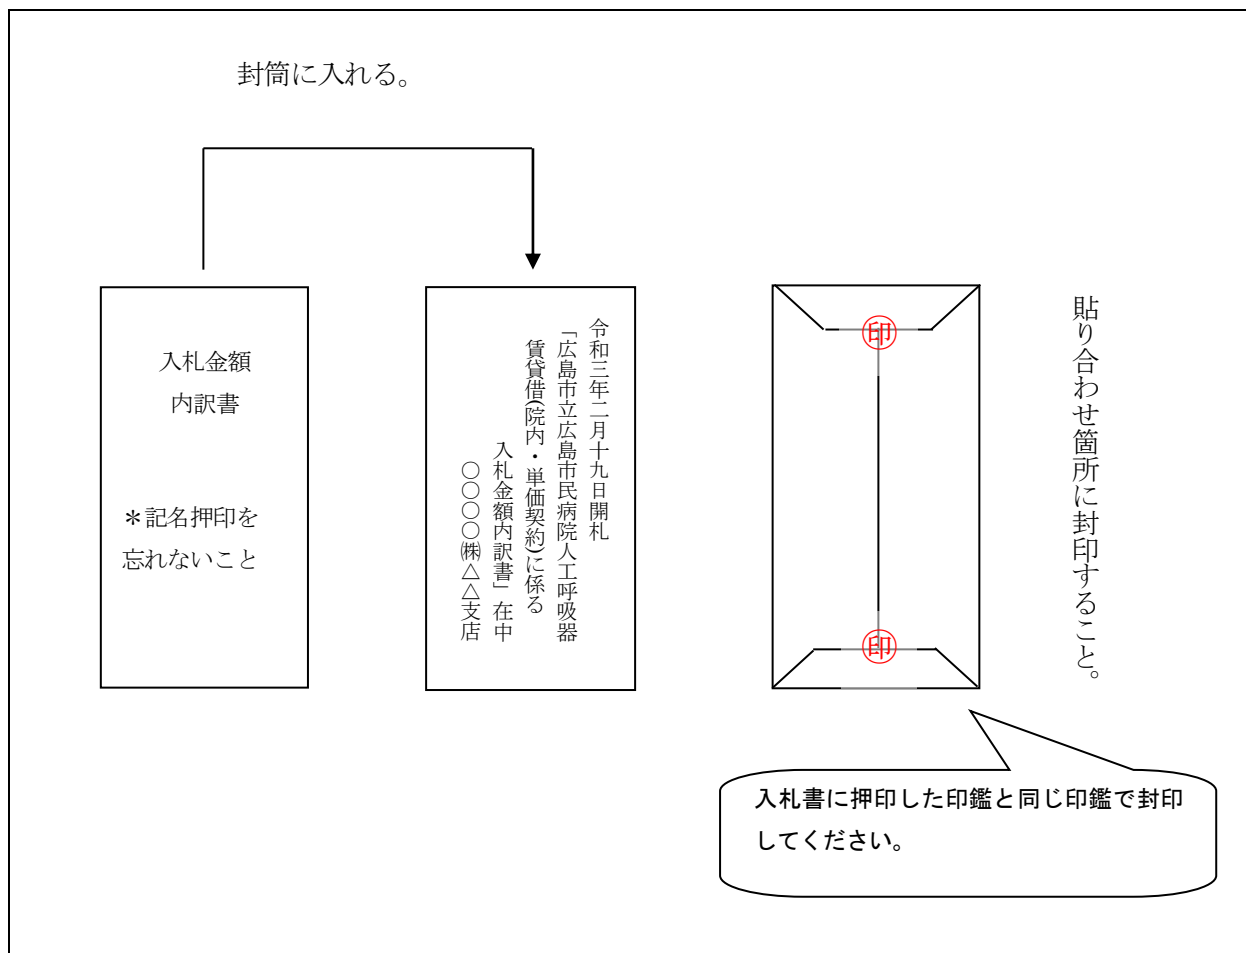 封筒に入れる。
入札金額
内訳書
＊記名押印を
忘れないこと
令和三年二月十九日開札
「広島市立広島市民病院人工呼吸器
賃貸借(院内・単価契約)に係る
入札金額内訳書」在中
○○○○㈱△△支店
印
印
貼り合わせ箇所に封印すること。
入札書に押印した印鑑と同じ印鑑で封印
してください。